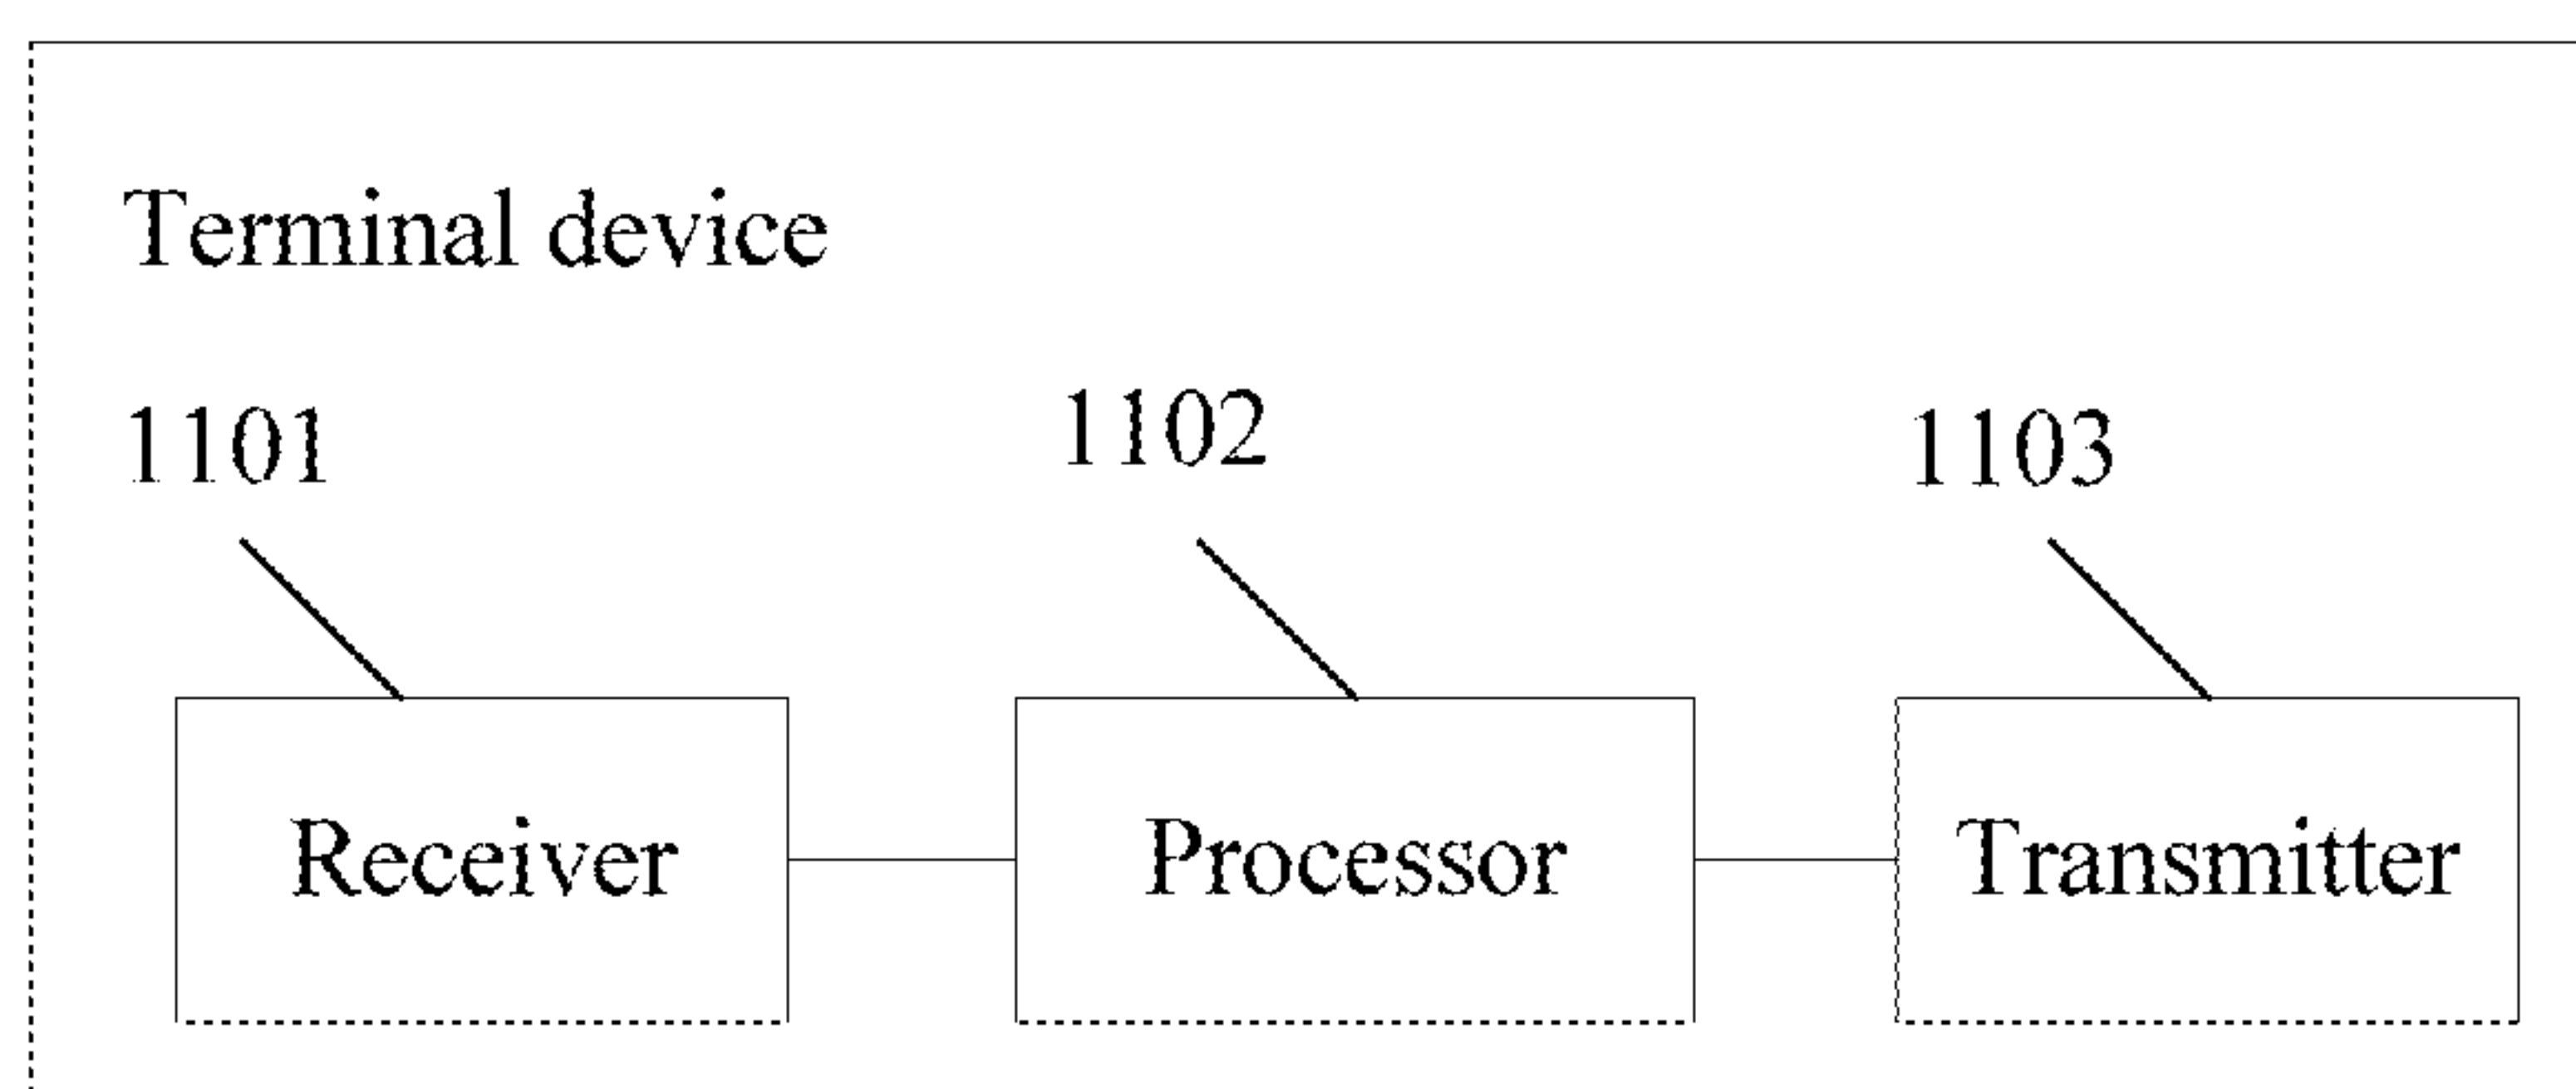 Terminal device
1101
1102
1103
Receiver
Processor
Transmitter